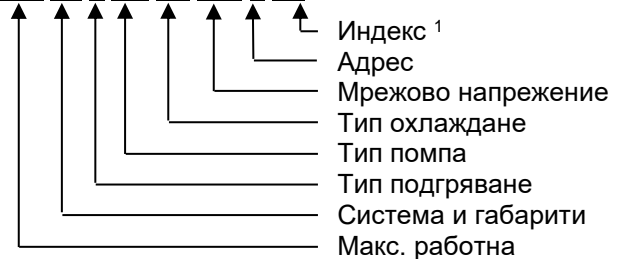 Индекс ¹
Адрес
Мрежово напрежение
Тип охлаждане
Тип помпа
Тип подгряване
Система и габарити
Макс. работна